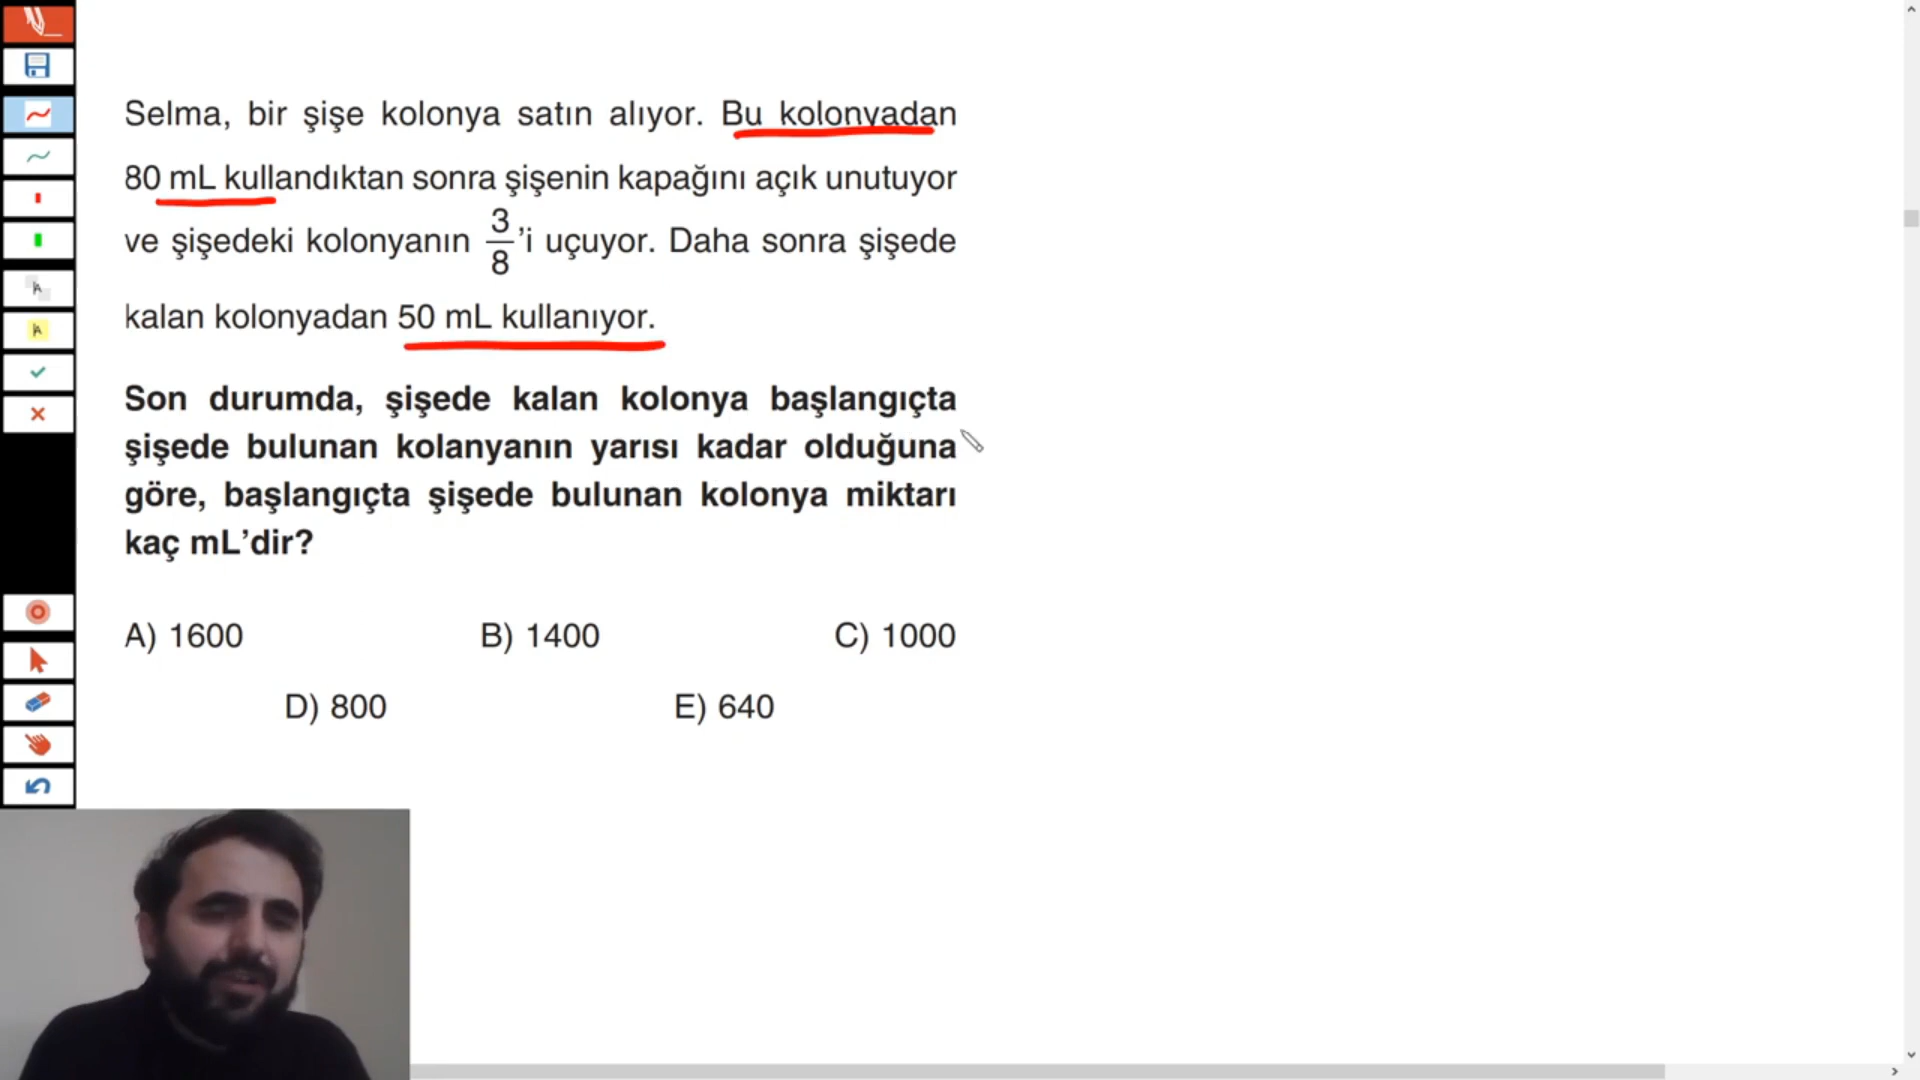 Selma, bir şişe kolonya satın alıyor. Bu kolonyadan
80 mL kullandıktan sonra şişenin kapağını açık unutuyor
ve şişedeki kolonyanın 3/8'i uçuyor. Daha sonra şişede
kalan kolonyadan 50 mL kullanıyor.
Son durumda, şişede kalan kolonya başlangıçta
şişede bulunan kolanyanın yarısı kadar olduğuna
göre, başlangıçta şişede bulunan kolonya miktarı
kaç mL'dir?
A) 1600 B) 1400 C) 1000
D) 800 E) 640